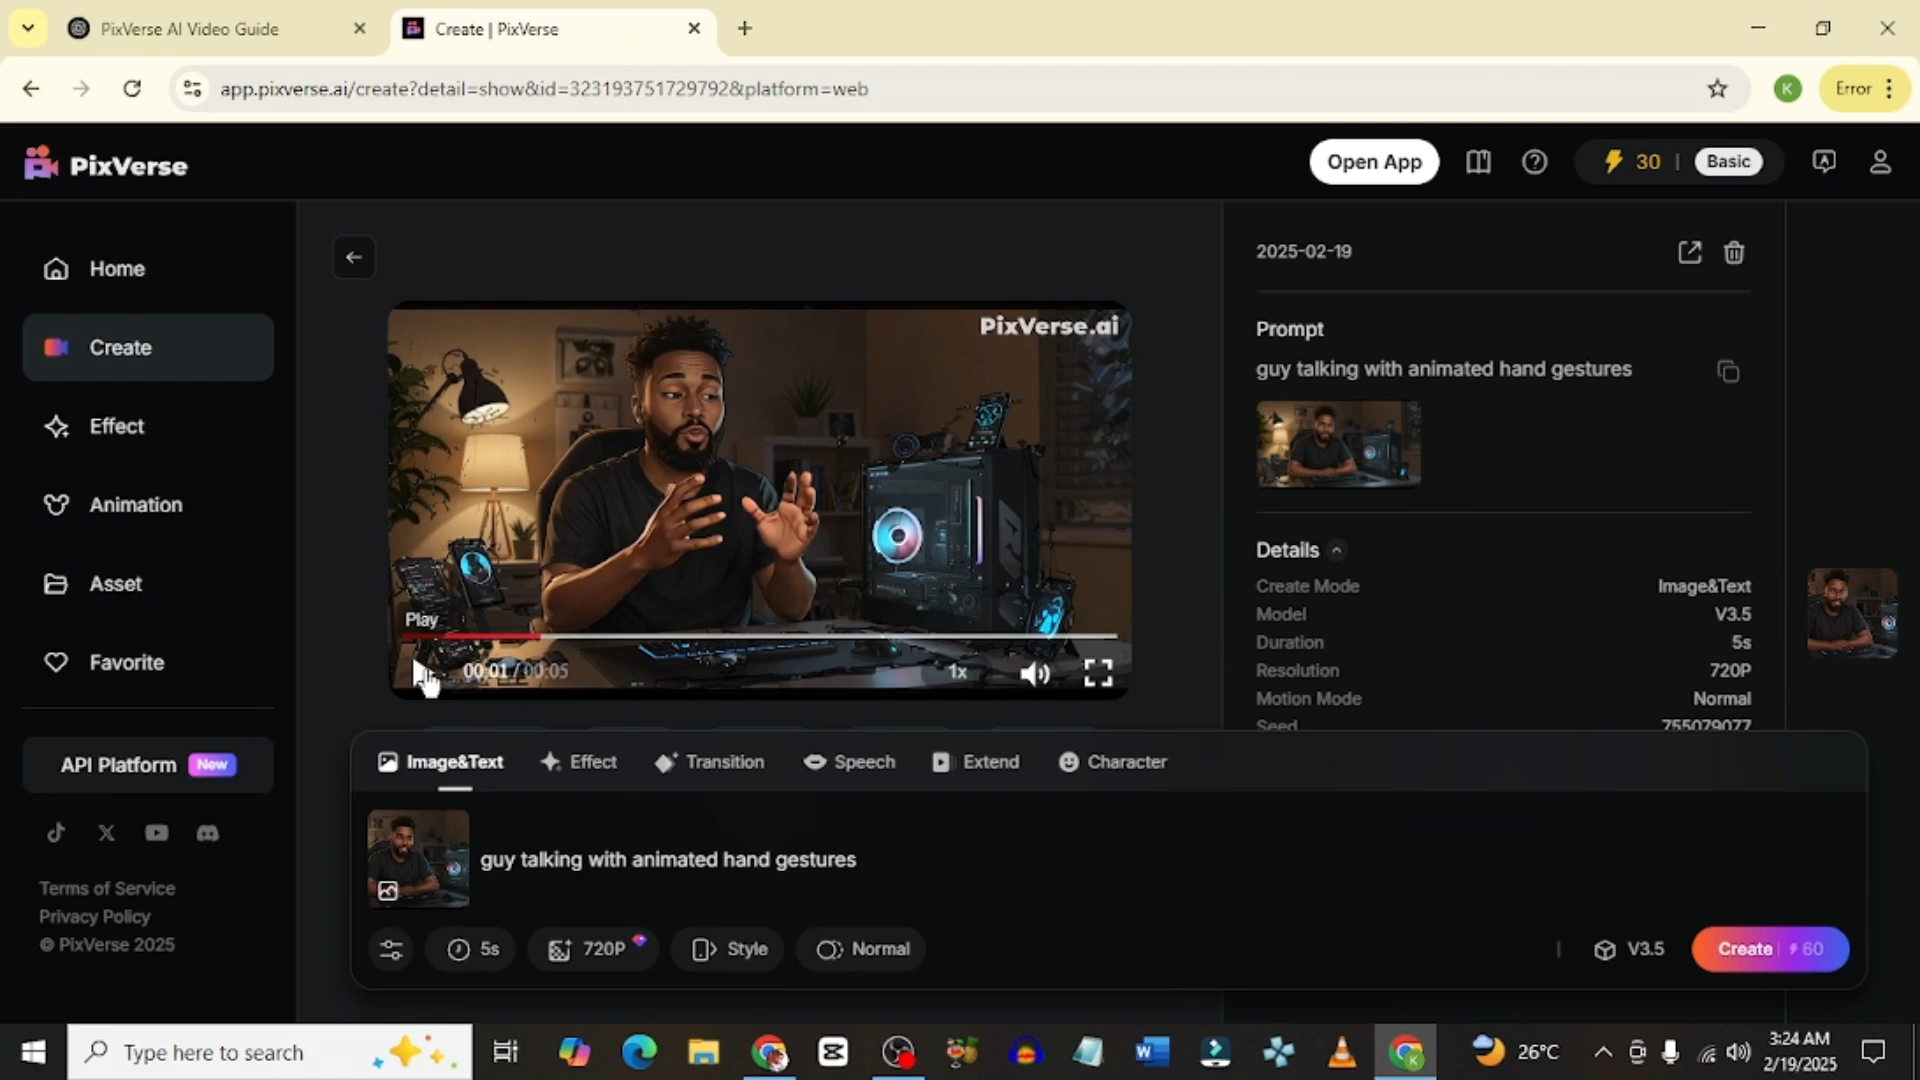 PixVerse AI Video Guide
Create | PixVerse
app.pixverse.ai/create?detail=show&id=323193751729792&platform=web
K
Error
PixVerse
Open App
30
Basic
Home
Create
Effect
Animation
Asset
Favorite
API Platform New
Terms of Service
Privacy Policy
© PixVerse 2025
PixVerse.ai
Play
00:01 / 00:05
1x
2025-02-19
Prompt
guy talking with animated hand gestures
Details
Create Mode Image&Text
Model V3.5
Duration 5s
Resolution 720P
Motion Mode Normal
Seed 755079077
Image&Text
Effect
Transition
Speech
Extend
Character
guy talking with animated hand gestures
5s
720P
Style
Normal
V3.5
Create 60
Type here to search
26°C
3:24 AM
2/19/2025